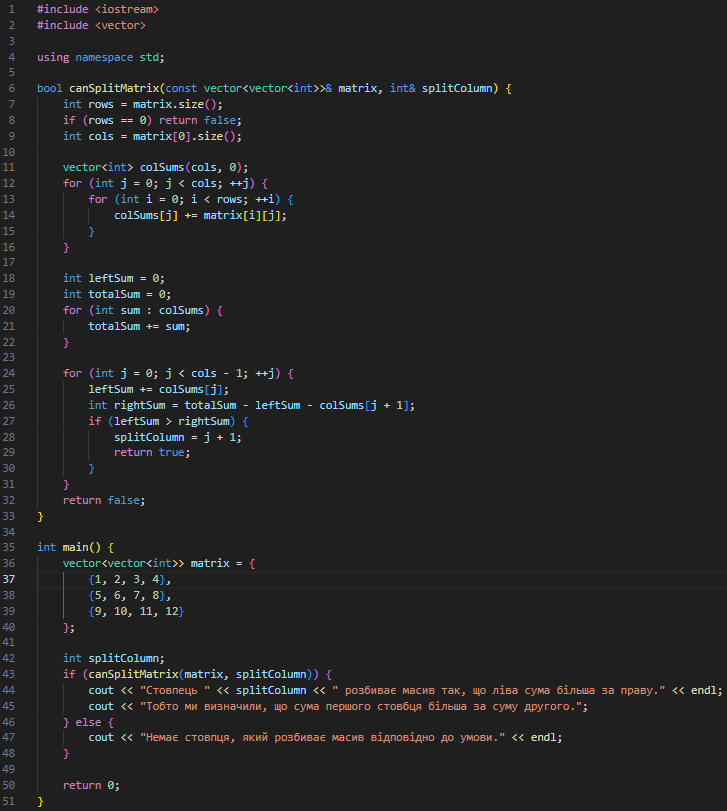 1 #include <iostream>
2 #include <vector>
3
4 using namespace std;
5
6 bool canSplitMatrix(const vector<vector<int>>& matrix, int& splitColumn) {
7     int rows = matrix.size();
8     if (rows == 0) return false;
9     int cols = matrix[0].size();
10
11     vector<int> colSums(cols, 0);
12     for (int j = 0; j < cols; ++j) {
13         for (int i = 0; i < rows; ++i) {
14             colSums[j] += matrix[i][j];
15         }
16     }
17
18     int leftSum = 0;
19     int totalSum = 0;
20     for (int sum : colSums) {
21         totalSum += sum;
22     }
23
24     for (int j = 0; j < cols - 1; ++j) {
25         leftSum += colSums[j];
26         int rightSum = totalSum - leftSum - colSums[j + 1];
27         if (leftSum > rightSum) {
28             splitColumn = j + 1;
29             return true;
30         }
31     }
32     return false;
33 }
34
35 int main() {
36     vector<vector<int>> matrix = {
37         {1, 2, 3, 4},
38         {5, 6, 7, 8},
39         {9, 10, 11, 12}
40     };
41
42     int splitColumn;
43     if (canSplitMatrix(matrix, splitColumn)) {
44         cout << "Стовпець " << splitColumn << " розбиває масив так, що ліва сума більша за праву." << endl;
45         cout << "Тобто ми визначили, що сума першого стовбця більша за суму другого.";
46     } else {
47         cout << "Немає стовпця, який розбиває масив відповідно до умови." << endl;
48     }
49
50     return 0;
51 }